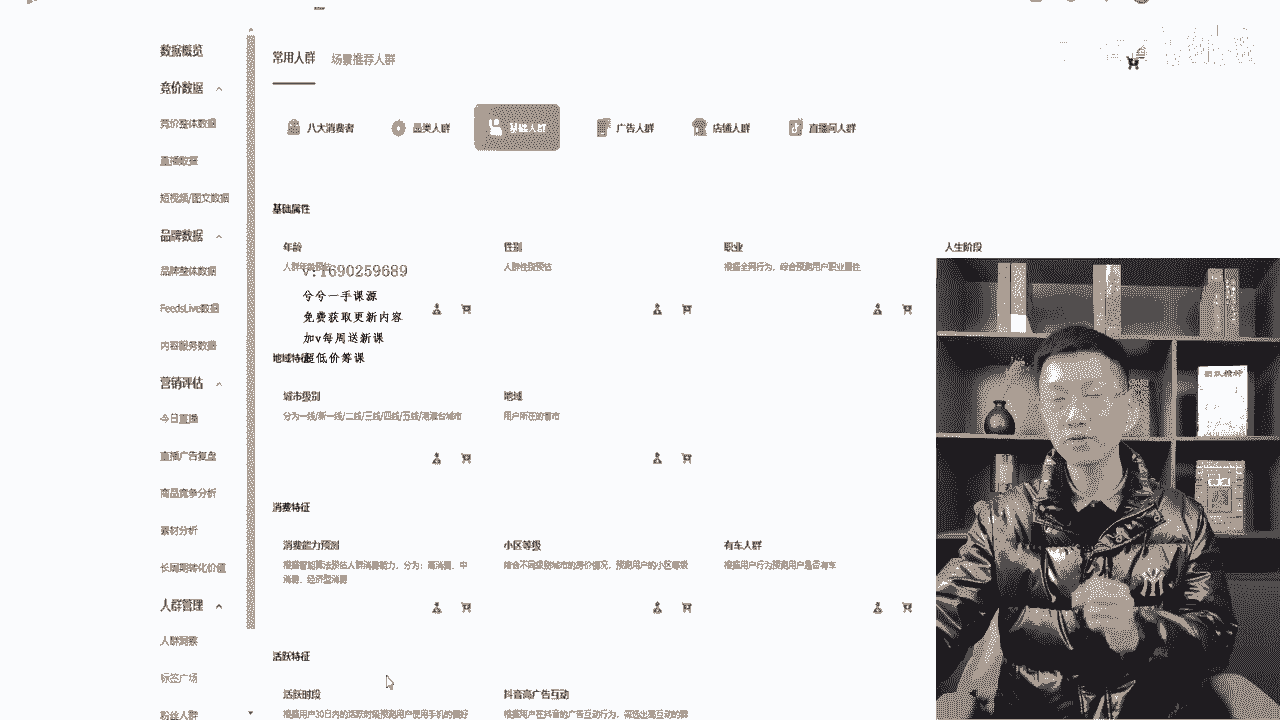 数据概览
竞价数据
竞价整体数据
直播数据
短视频/图文数据
品牌数据
品牌整体数据
FeedsLive数据
内容服务数据
营销评估
今日直播
直播广告复盘
商品竞争分析
素材分析
长周期转化价值
人群管理
人群洞察
标签广场
粉丝人群
常用人群 场景推荐人群
八大消费者 品类人群 基础人群 广告人群 店铺人群 直播间人群
基础属性
年龄 性别 职业 人生阶段
人群性别预估 根据全网行为，综合预测用户职业属性
v:1690259689
兮兮一手课源
免费获取更新内容
加v每周送新课
超低价筹课
地域特征
城市级别 地域
分为一线/新一线/二线/三线/四线/五线/港澳台城市 用户所在的省市
消费特征
消费能力预测 小区等级 有车人群
根据智能算法预估人群消费能力，分为：高消费、中 结合不同级别城市的房价情况，预测用户的小区等级 根据用户行为预测用户是否有车
消费、经济型消费
活跃特征
活跃时段 抖音高广告互动
根据用户30日内的活跃时段预测用户使用手机的偏好 根据用户在抖音的广告互动行为，筛选出高互动的群